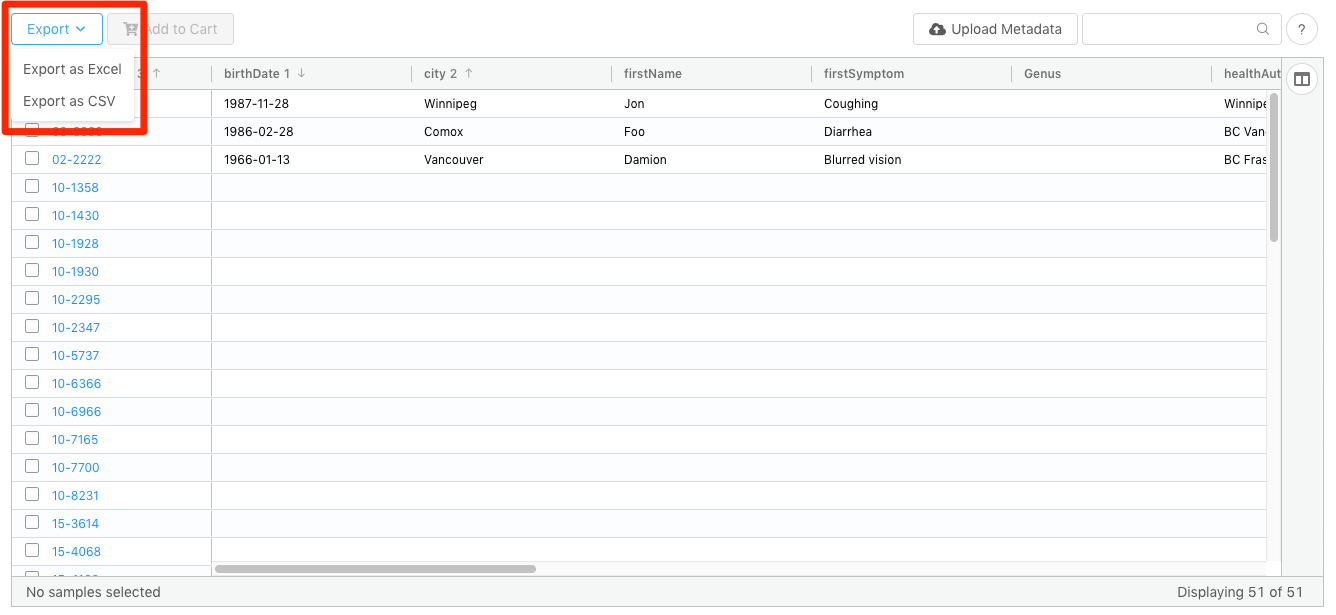 Export Add to Cart Upload Metadata ?
Export as Excel
Export as CSV
3 birthDate 1 city 2 firstName firstSymptom Genus healthAut
1987-11-28 Winnipeg Jon Coughing Winnipe
1986-02-28 Comox Foo Diarrhea BC Van
02-2222 1966-01-13 Vancouver Damion Blurred vision BC Fras
10-1358
10-1430
10-1928
10-1930
10-2295
10-2347
10-5737
10-6366
10-6966
10-7165
10-7700
10-8231
15-3614
15-4068
No samples selected Displaying 51 of 51